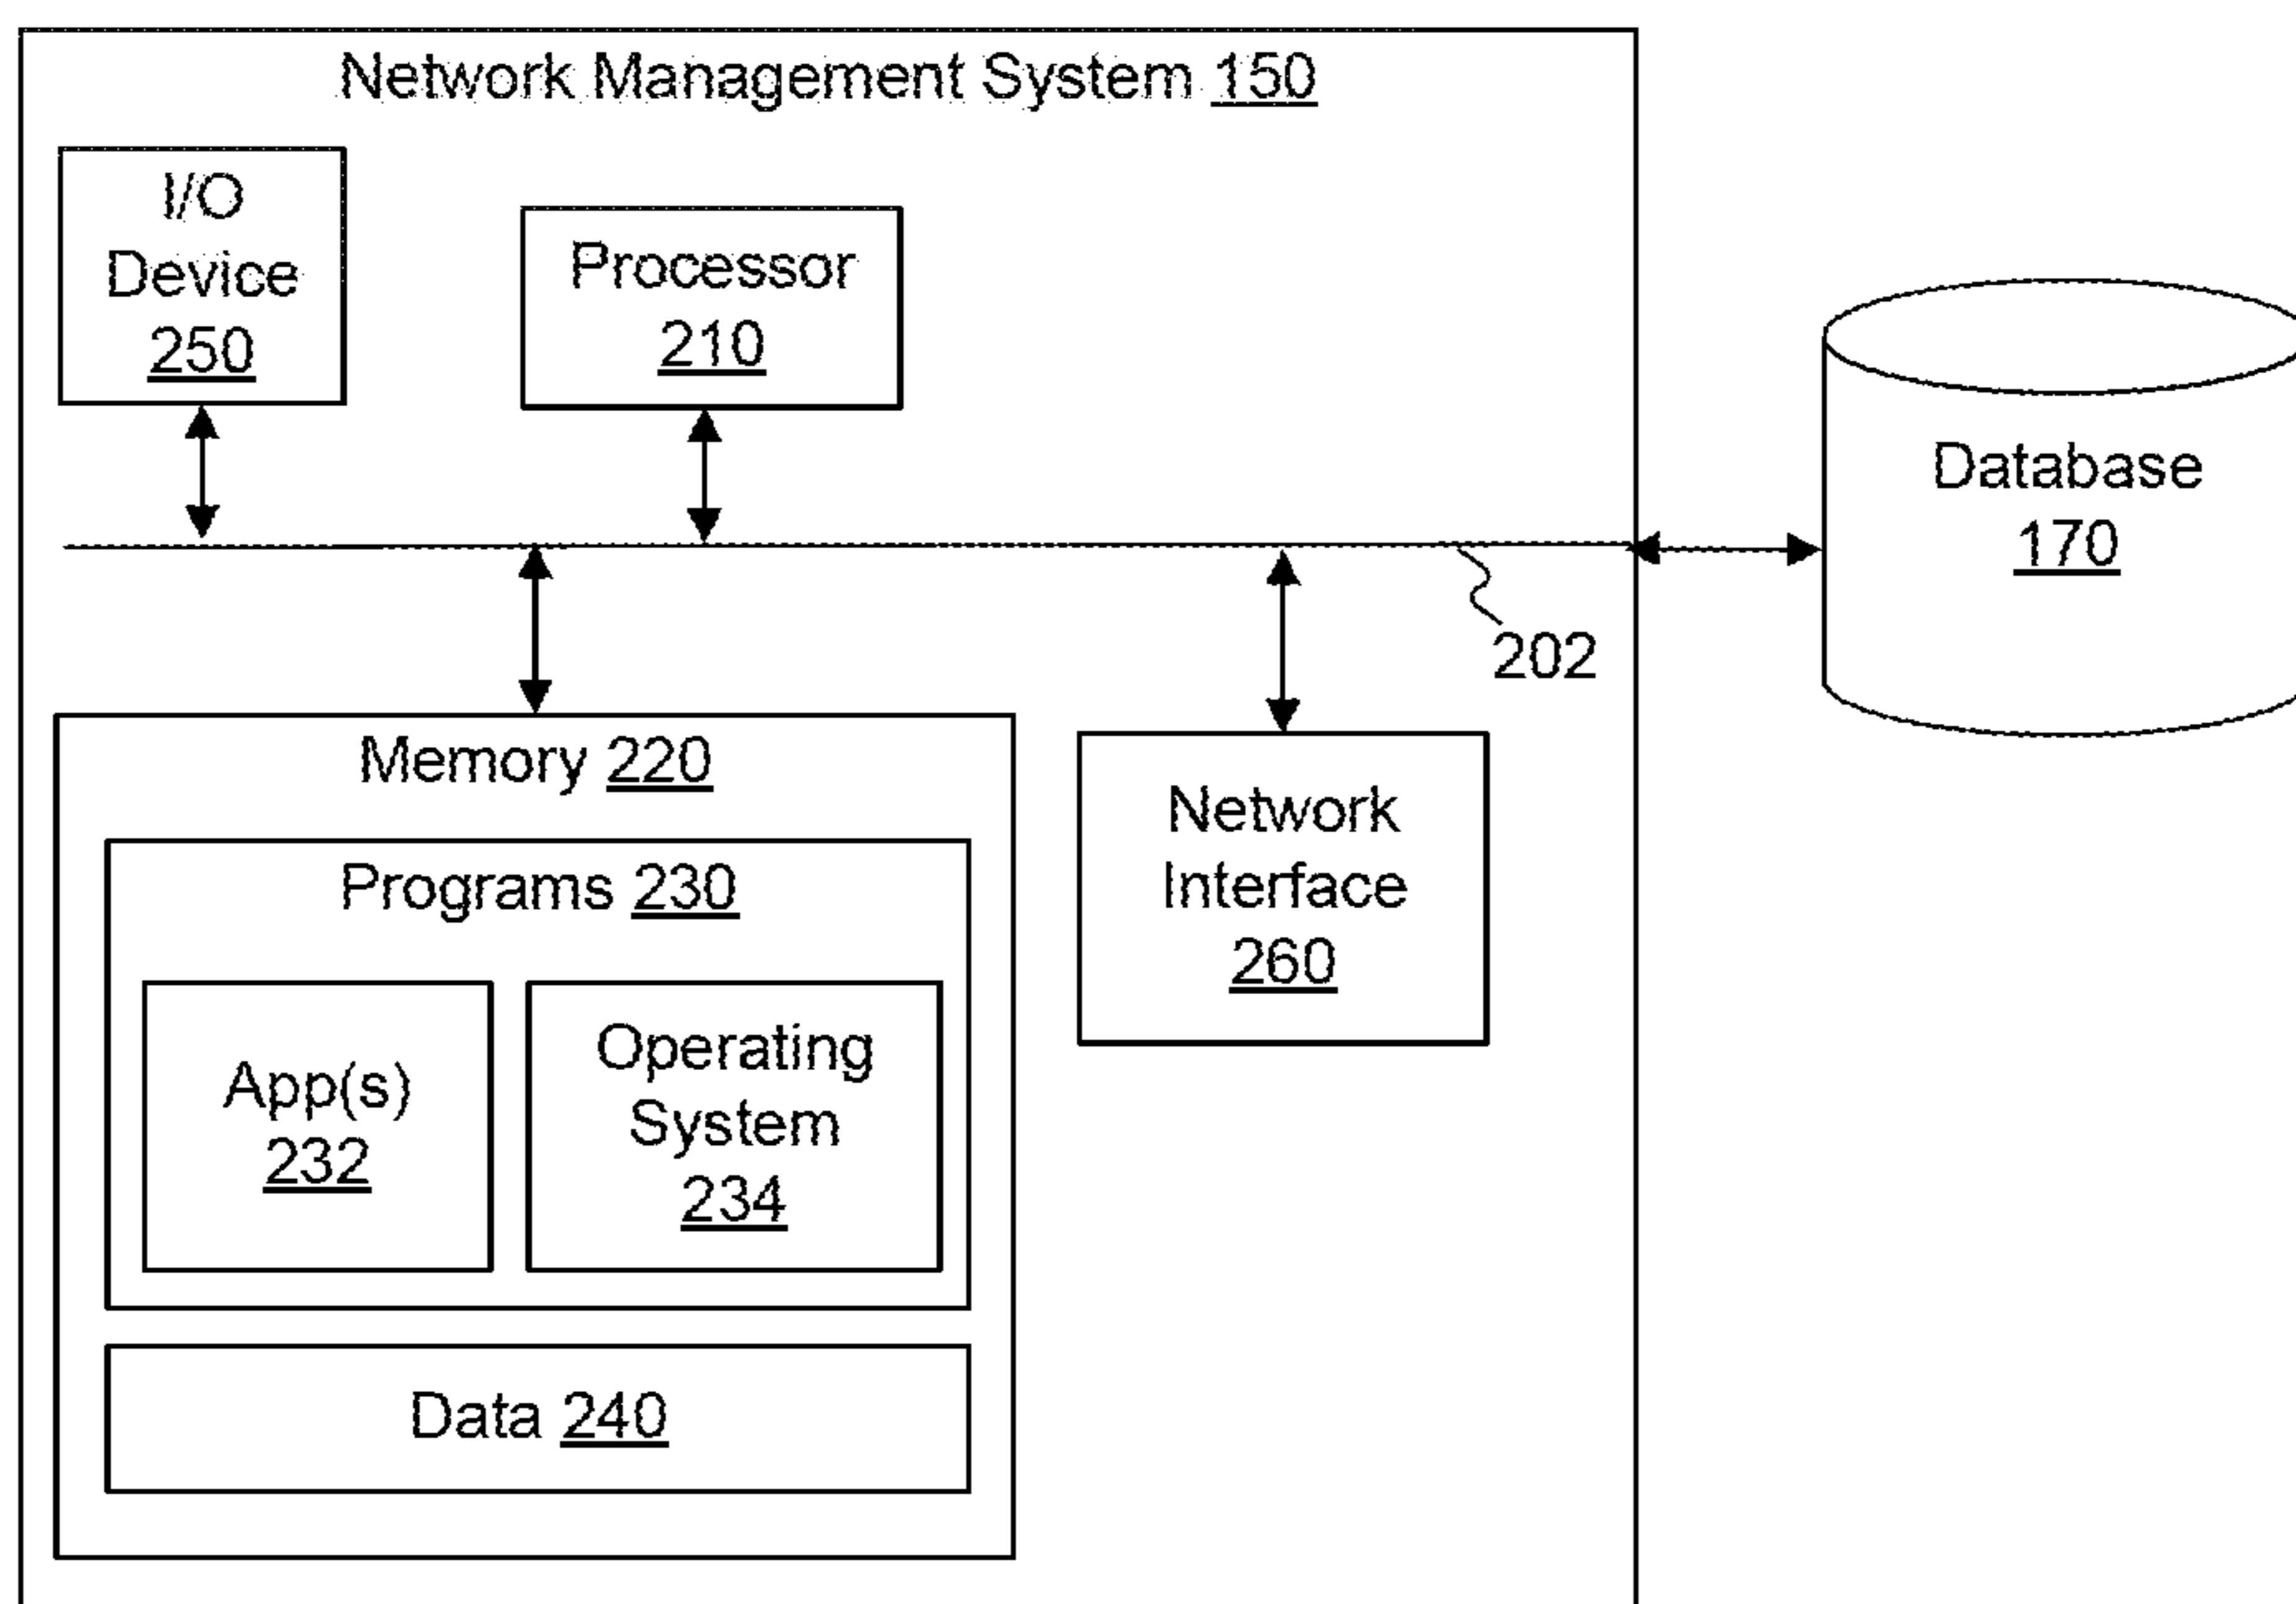 Network Management System 150
I/O
Device
250
Processor
210
Database
170
202
Memory 220
Programs 230
App(s)
232
Operating
System
234
Data 240
Network
Interface
260